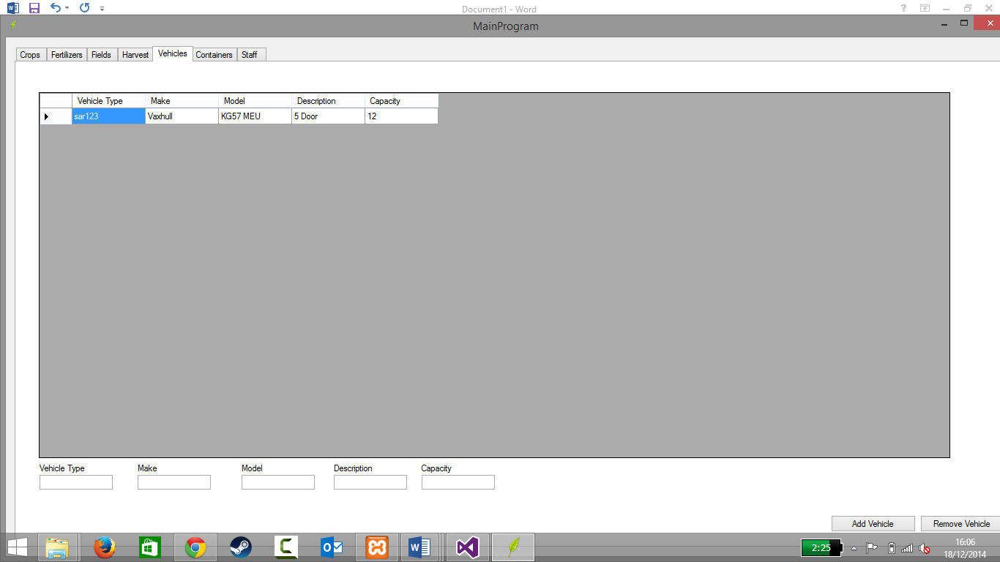 Document1 - Word
MainProgram
Crops Fertilizers Fields Harvest Vehicles Containers Staff
Vehicle Type Make Model Description Capacity
sar123 Vaxhull KG57 MEU 5 Door 12
Vehicle Type Make Model Description Capacity
Add Vehicle Remove Vehicle
2:25
16:06
18/12/2014